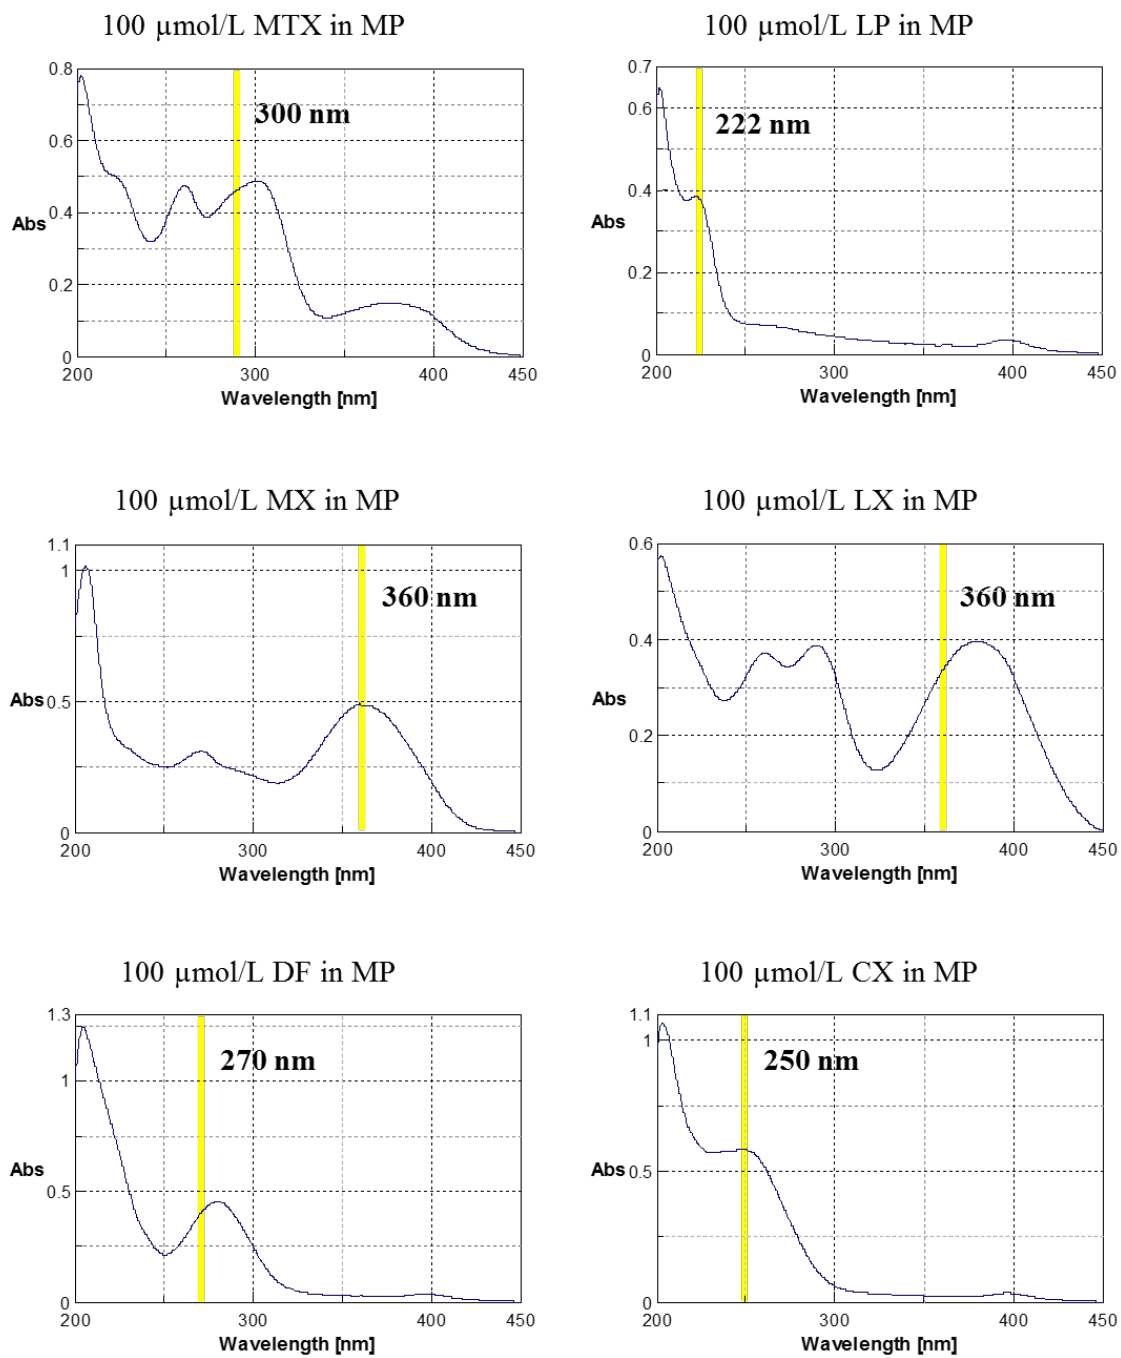 100 µmol/L MTX in MP
0.8
0.6
0.4
0.2
0
Abs
300 nm
200
300
400
450
Wavelength [nm]
100 µmol/L LP in MP
0.7
0.6
0.4
0.2
0
Abs
222 nm
200
300
400
450
Wavelength [nm]
100 µmol/L MX in MP
1.1
1
0.5
0
Abs
360 nm
200
300
400
450
Wavelength [nm]
100 µmol/L LX in MP
0.6
0.4
0.2
0
Abs
360 nm
200
300
400
450
Wavelength [nm]
100 µmol/L DF in MP
1.3
1
0.5
0
Abs
270 nm
200
300
400
450
Wavelength [nm]
100 µmol/L CX in MP
1.1
1
0.5
0
Abs
250 nm
200
300
400
450
Wavelength [nm]